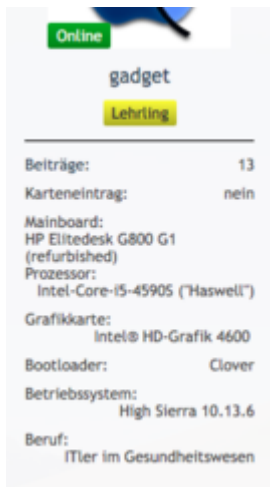 Online
gadget
Lehrling
Beiträge: 13
Karteneintrag: nein
Mainboard:
HP Elitedesk G800 G1
(refurbished)
Prozessor:
Intel-Core-i5-4590S ("Haswell")
Grafikkarte:
Intel® HD-Grafik 4600
Bootloader: Clover
Betriebssystem:
High Sierra 10.13.6
Beruf:
ITler im Gesundheitswesen